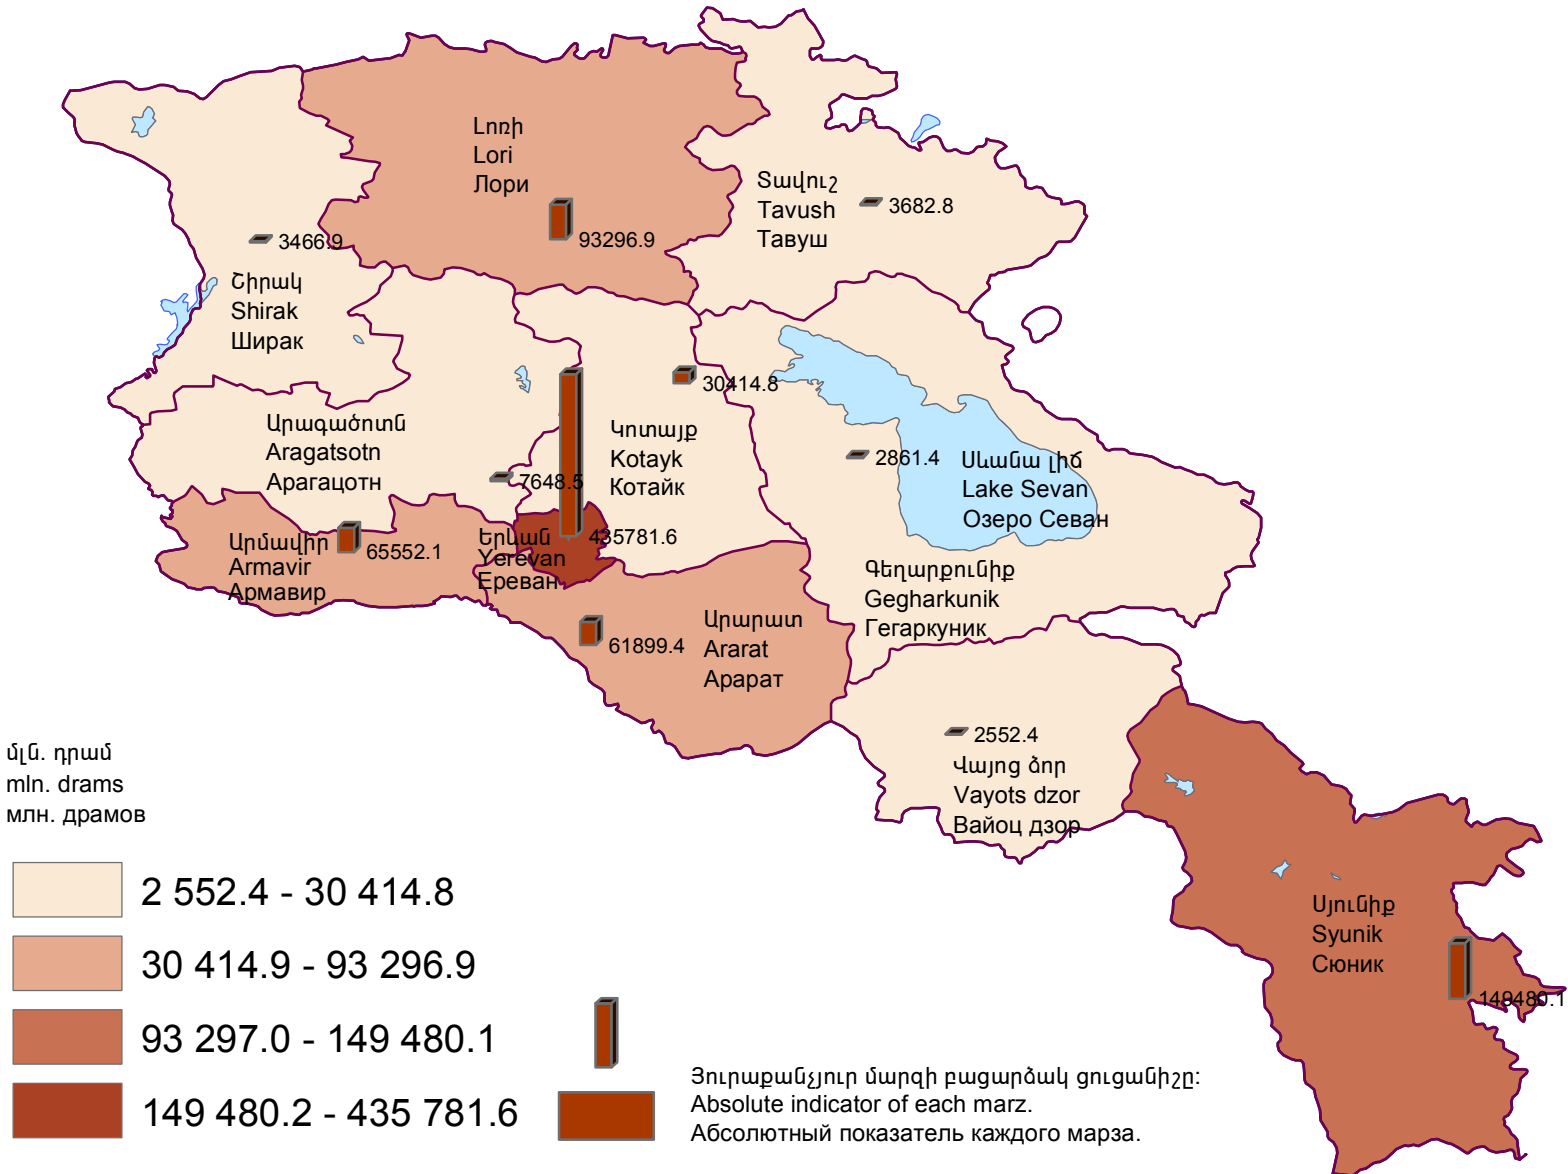 Լոռի
Lori
Лори
93296.9
Տավուշ
Tavush
Тавуш
3682.8
3466.9
Շիրակ
Shirak
Ширак
30414.8
Արագածոտն
Aragatsotn
Арагацотн
7648.5
Կոտայք
Kotayk
Котайк
2861.4
Սևանա լիճ
Lake Sevan
Озеро Севан
Արմավիր
Armavir
Армавир
65552.1
Երևան
Yerevan
Ереван
435781.6
Գեղարքունիք
Gegharkunik
Гегаркуник
61899.4
Արարատ
Ararat
Арарат
2552.4
Վայոց ձոր
Vayots dzor
Вайоц дзор
Սյունիք
Syunik
Сюник
149480.1
մլն. դրամ
mln. drams
млн. драмов
2 552.4 - 30 414.8
30 414.9 - 93 296.9
93 297.0 - 149 480.1
149 480.2 - 435 781.6
Յուրաքանչյուր մարզի բացարձակ ցուցանիշը:
Absolute indicator of each marz.
Абсолютный показатель каждого марза.